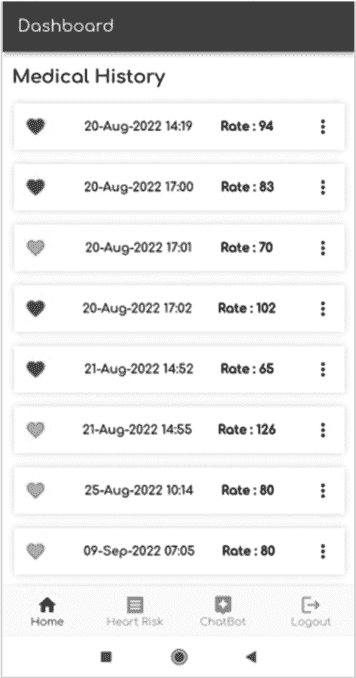 Dashboard
Medical History
20-Aug-2022 14:19 Rate : 94
20-Aug-2022 17:00 Rate : 83
20-Aug-2022 17:01 Rate : 70
20-Aug-2022 17:02 Rate : 102
21-Aug-2022 14:52 Rate : 65
21-Aug-2022 14:55 Rate : 126
25-Aug-2022 10:14 Rate : 80
09-Sep-2022 07:05 Rate : 80
Home Heart Risk ChatBot Logout